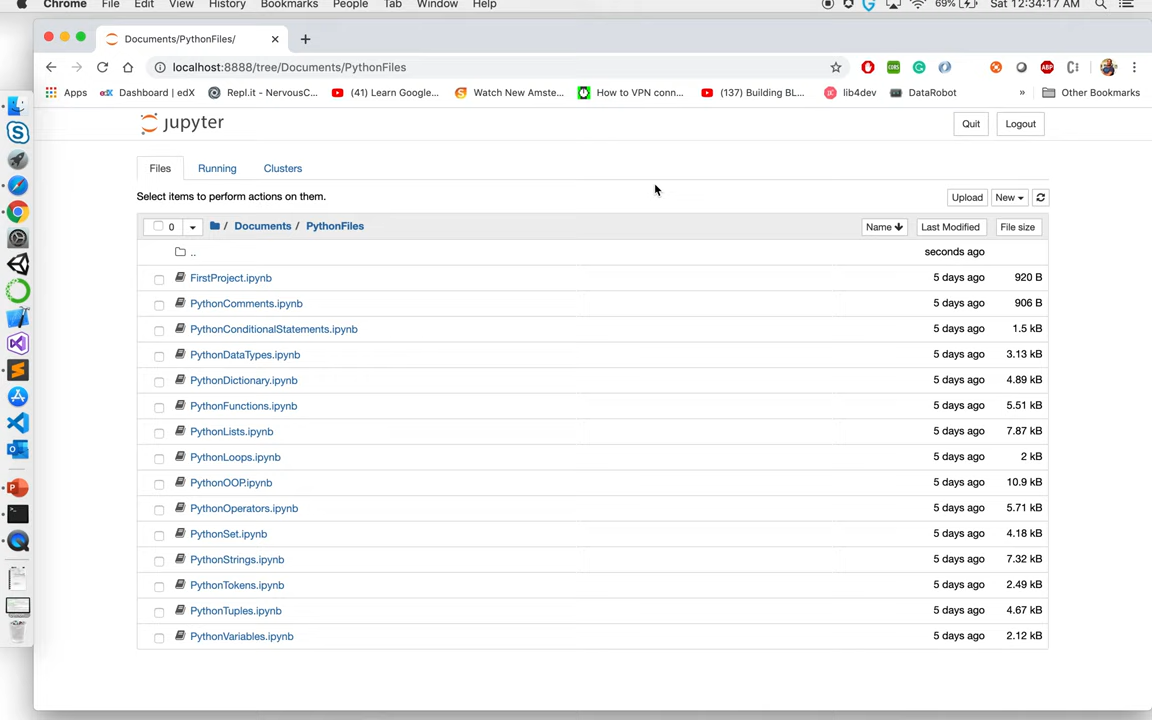 Chrome File Edit View History Bookmarks People Tab Window Help 69% Sat 12:34:17 AM
Documents/PythonFiles/
localhost:8888/tree/Documents/PythonFiles
Apps edX Dashboard | edX Repl.it - NervousC... (41) Learn Google... Watch New Amste... How to VPN conn... (137) Building BL... lib4dev DataRobot » Other Bookmarks
jupyter Quit Logout
Files Running Clusters
Select items to perform actions on them. Upload New
0 / Documents / PythonFiles Name Last Modified File size
.. seconds ago
FirstProject.ipynb 5 days ago 920 B
PythonComments.ipynb 5 days ago 906 B
PythonConditionalStatements.ipynb 5 days ago 1.5 kB
PythonDataTypes.ipynb 5 days ago 3.13 kB
PythonDictionary.ipynb 5 days ago 4.89 kB
PythonFunctions.ipynb 5 days ago 5.51 kB
PythonLists.ipynb 5 days ago 7.87 kB
PythonLoops.ipynb 5 days ago 2 kB
PythonOOP.ipynb 5 days ago 10.9 kB
PythonOperators.ipynb 5 days ago 5.71 kB
PythonSet.ipynb 5 days ago 4.18 kB
PythonStrings.ipynb 5 days ago 7.32 kB
PythonTokens.ipynb 5 days ago 2.49 kB
PythonTuples.ipynb 5 days ago 4.67 kB
PythonVariables.ipynb 5 days ago 2.12 kB